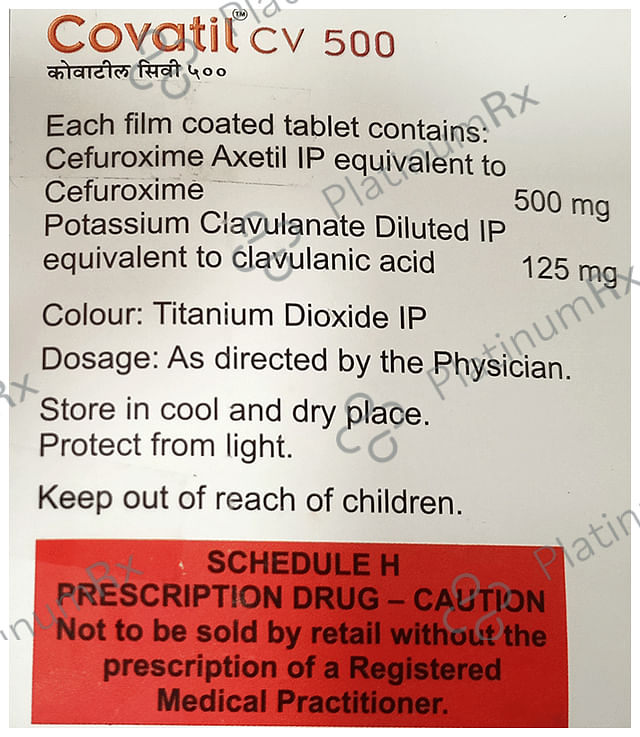 Covatil™ CV 500
कोवाटील सिवी ५००
Each film coated tablet contains:
Cefuroxime Axetil IP equivalent to
Cefuroxime 500 mg
Potassium Clavulanate Diluted IP
equivalent to clavulanic acid 125 mg
Colour: Titanium Dioxide IP
Dosage: As directed by the Physician.
Store in cool and dry place.
Protect from light.
Keep out of reach of children.
SCHEDULE H
PRESCRIPTION DRUG – CAUTION
Not to be sold by retail without the
prescription of a Registered
Medical Practitioner.
PlatinumRx
PlatinumRx